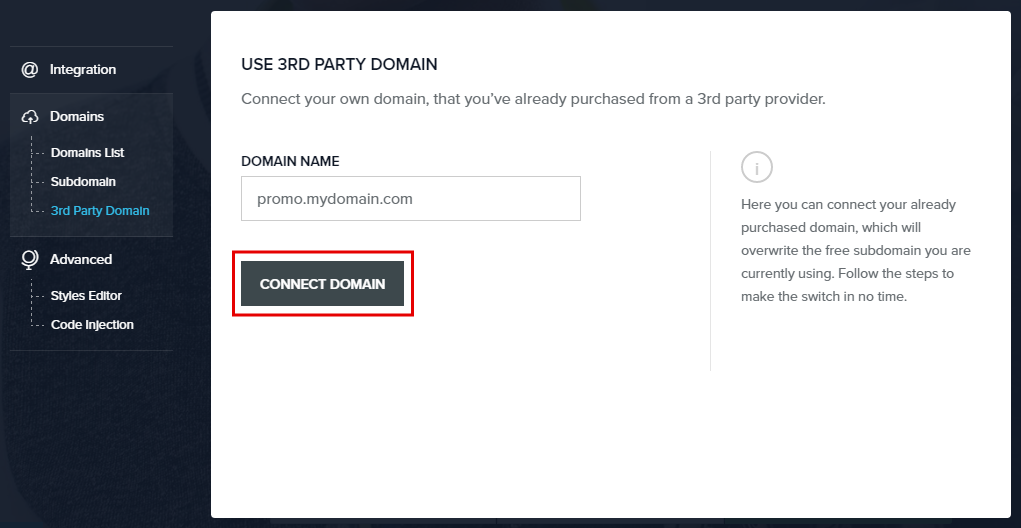 @ Integration
Domains
Domains List
Subdomain
3rd Party Domain
Advanced
Styles Editor
Code Injection
USE 3RD PARTY DOMAIN
Connect your own domain, that you've already purchased from a 3rd party provider.
DOMAIN NAME
promo.mydomain.com
CONNECT DOMAIN
i
Here you can connect your already
purchased domain, which will
overwrite the free subdomain you are
currently using. Follow the steps to
make the switch in no time.